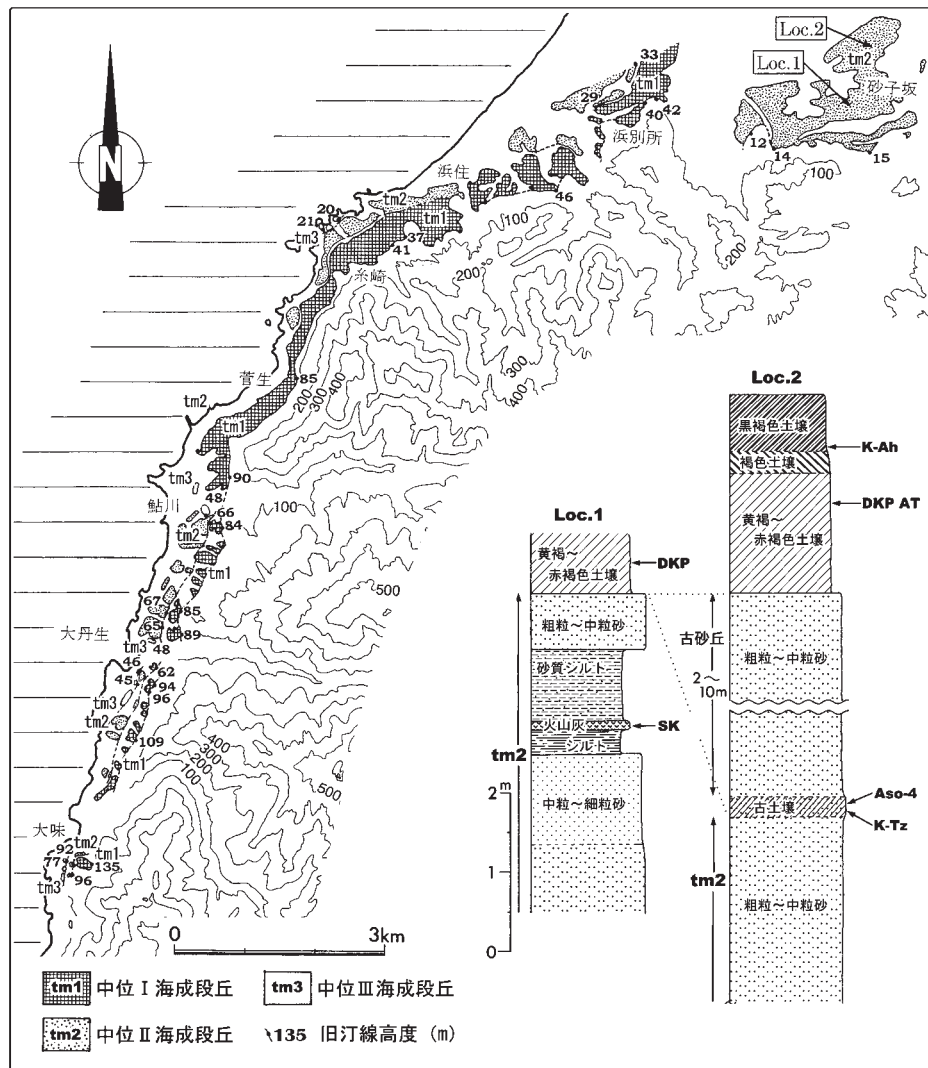 N
Loc.2
tm2
Loc.1
砂子坂
12
14
15
100
33
tm1
29
42
40
浜別所
浜住
46
20
tm2
tm1
21
tm3
37
41
100
200
200
糸崎
85
菅生
200
300
400
300
400
tm2
tm1
90
tm3
48
鮎川
66
100
84
tm2
tm1
500
67
85
65
大丹生
89
tm3
48
46
62
45
94
96
tm3
tm2
109
400
300
200
100
500
tm1
大味
tm2
92
tm1
77
135
tm3
96
0 3km
tm1 中位Ⅰ海成段丘
tm3 中位Ⅲ海成段丘
tm2 中位Ⅱ海成段丘
135 旧汀線高度 (m)
Loc.1
黄褐〜
赤褐色土壌
DKP
粗粒〜中粒砂
砂質シルト
火山灰
SK
シルト
中粒〜細粒砂
tm2
2 m
1
0
Loc.2
黒褐色土壌
K-Ah
褐色土壌
黄褐〜
赤褐色土壌
DKP AT
古砂丘
2〜
10m
粗粒〜中粒砂
古土壌
Aso-4
K-Tz
tm2
粗粒〜中粒砂